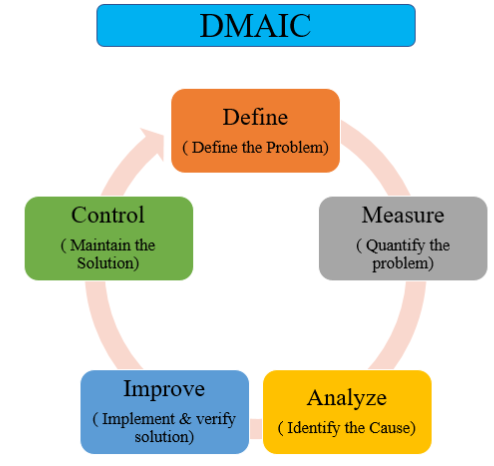 DMAIC
Define
( Define the Problem)
Measure
( Quantify the
problem)
Analyze
( Identify the Cause)
Improve
( Implement & verify
solution)
Control
( Maintain the
Solution)